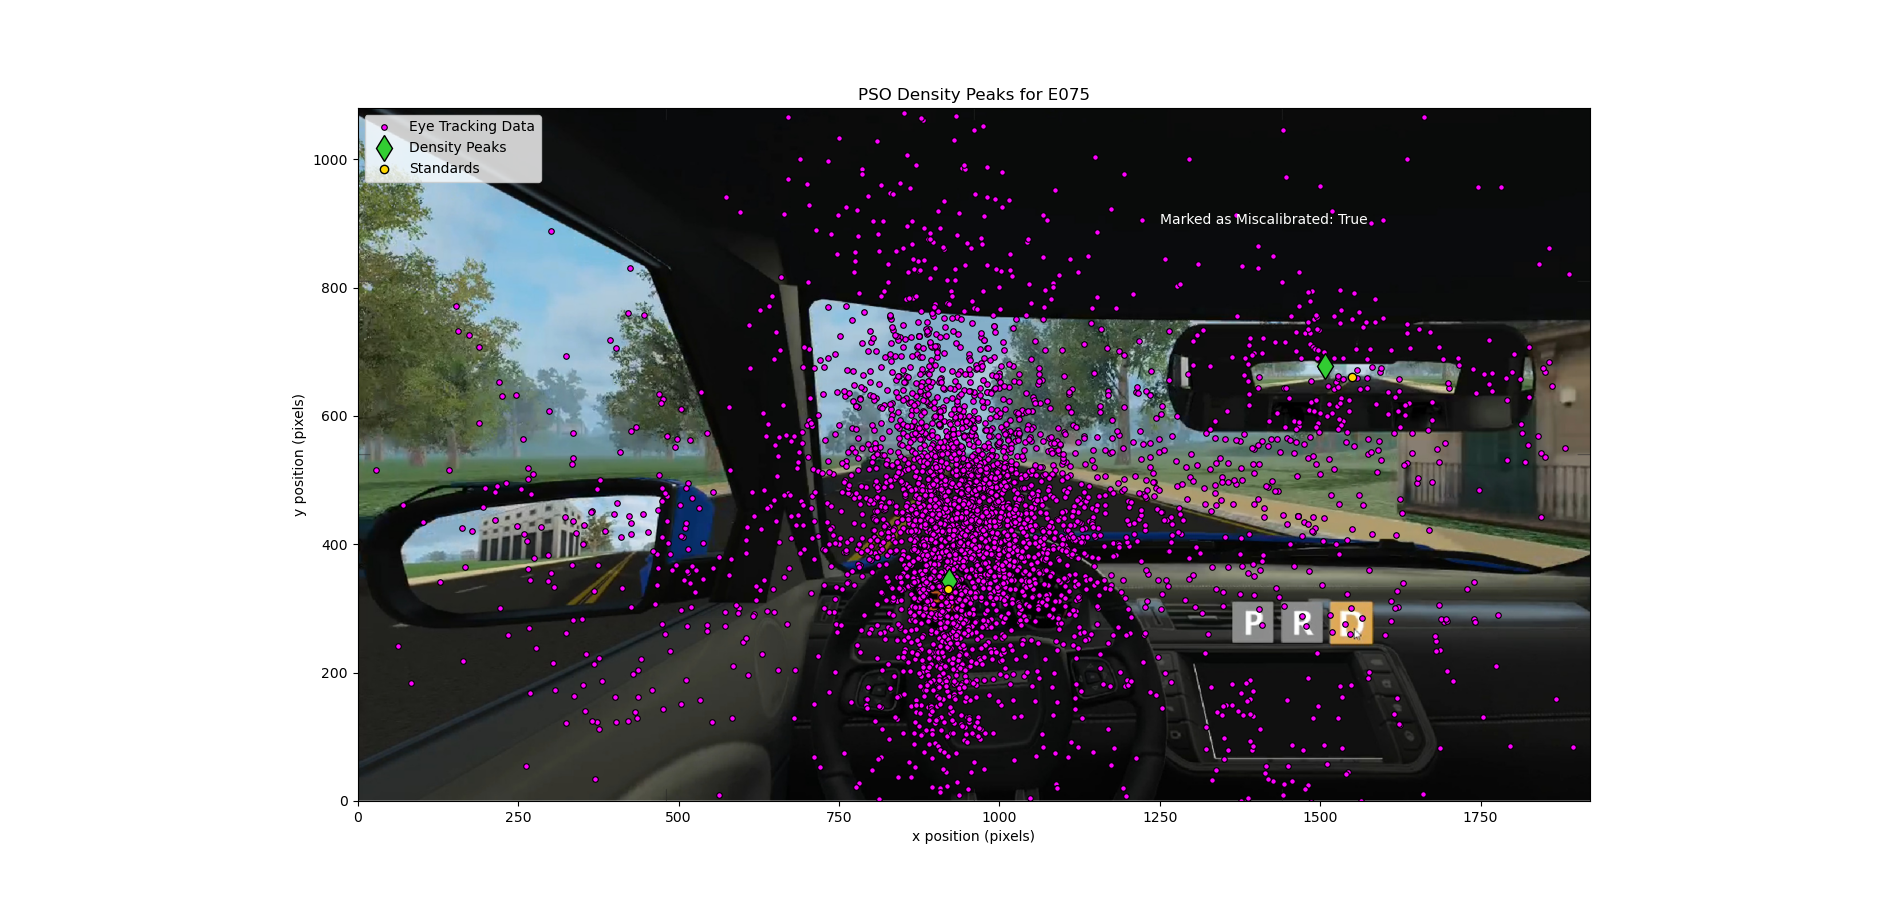 PSO Density Peaks for E075
Eye Tracking Data
Density Peaks
Standards
Marked as Miscalibrated: True
P R D
y position (pixels)
1000
800
600
400
200
0
0 250 500 750 1000 1250 1500 1750
x position (pixels)